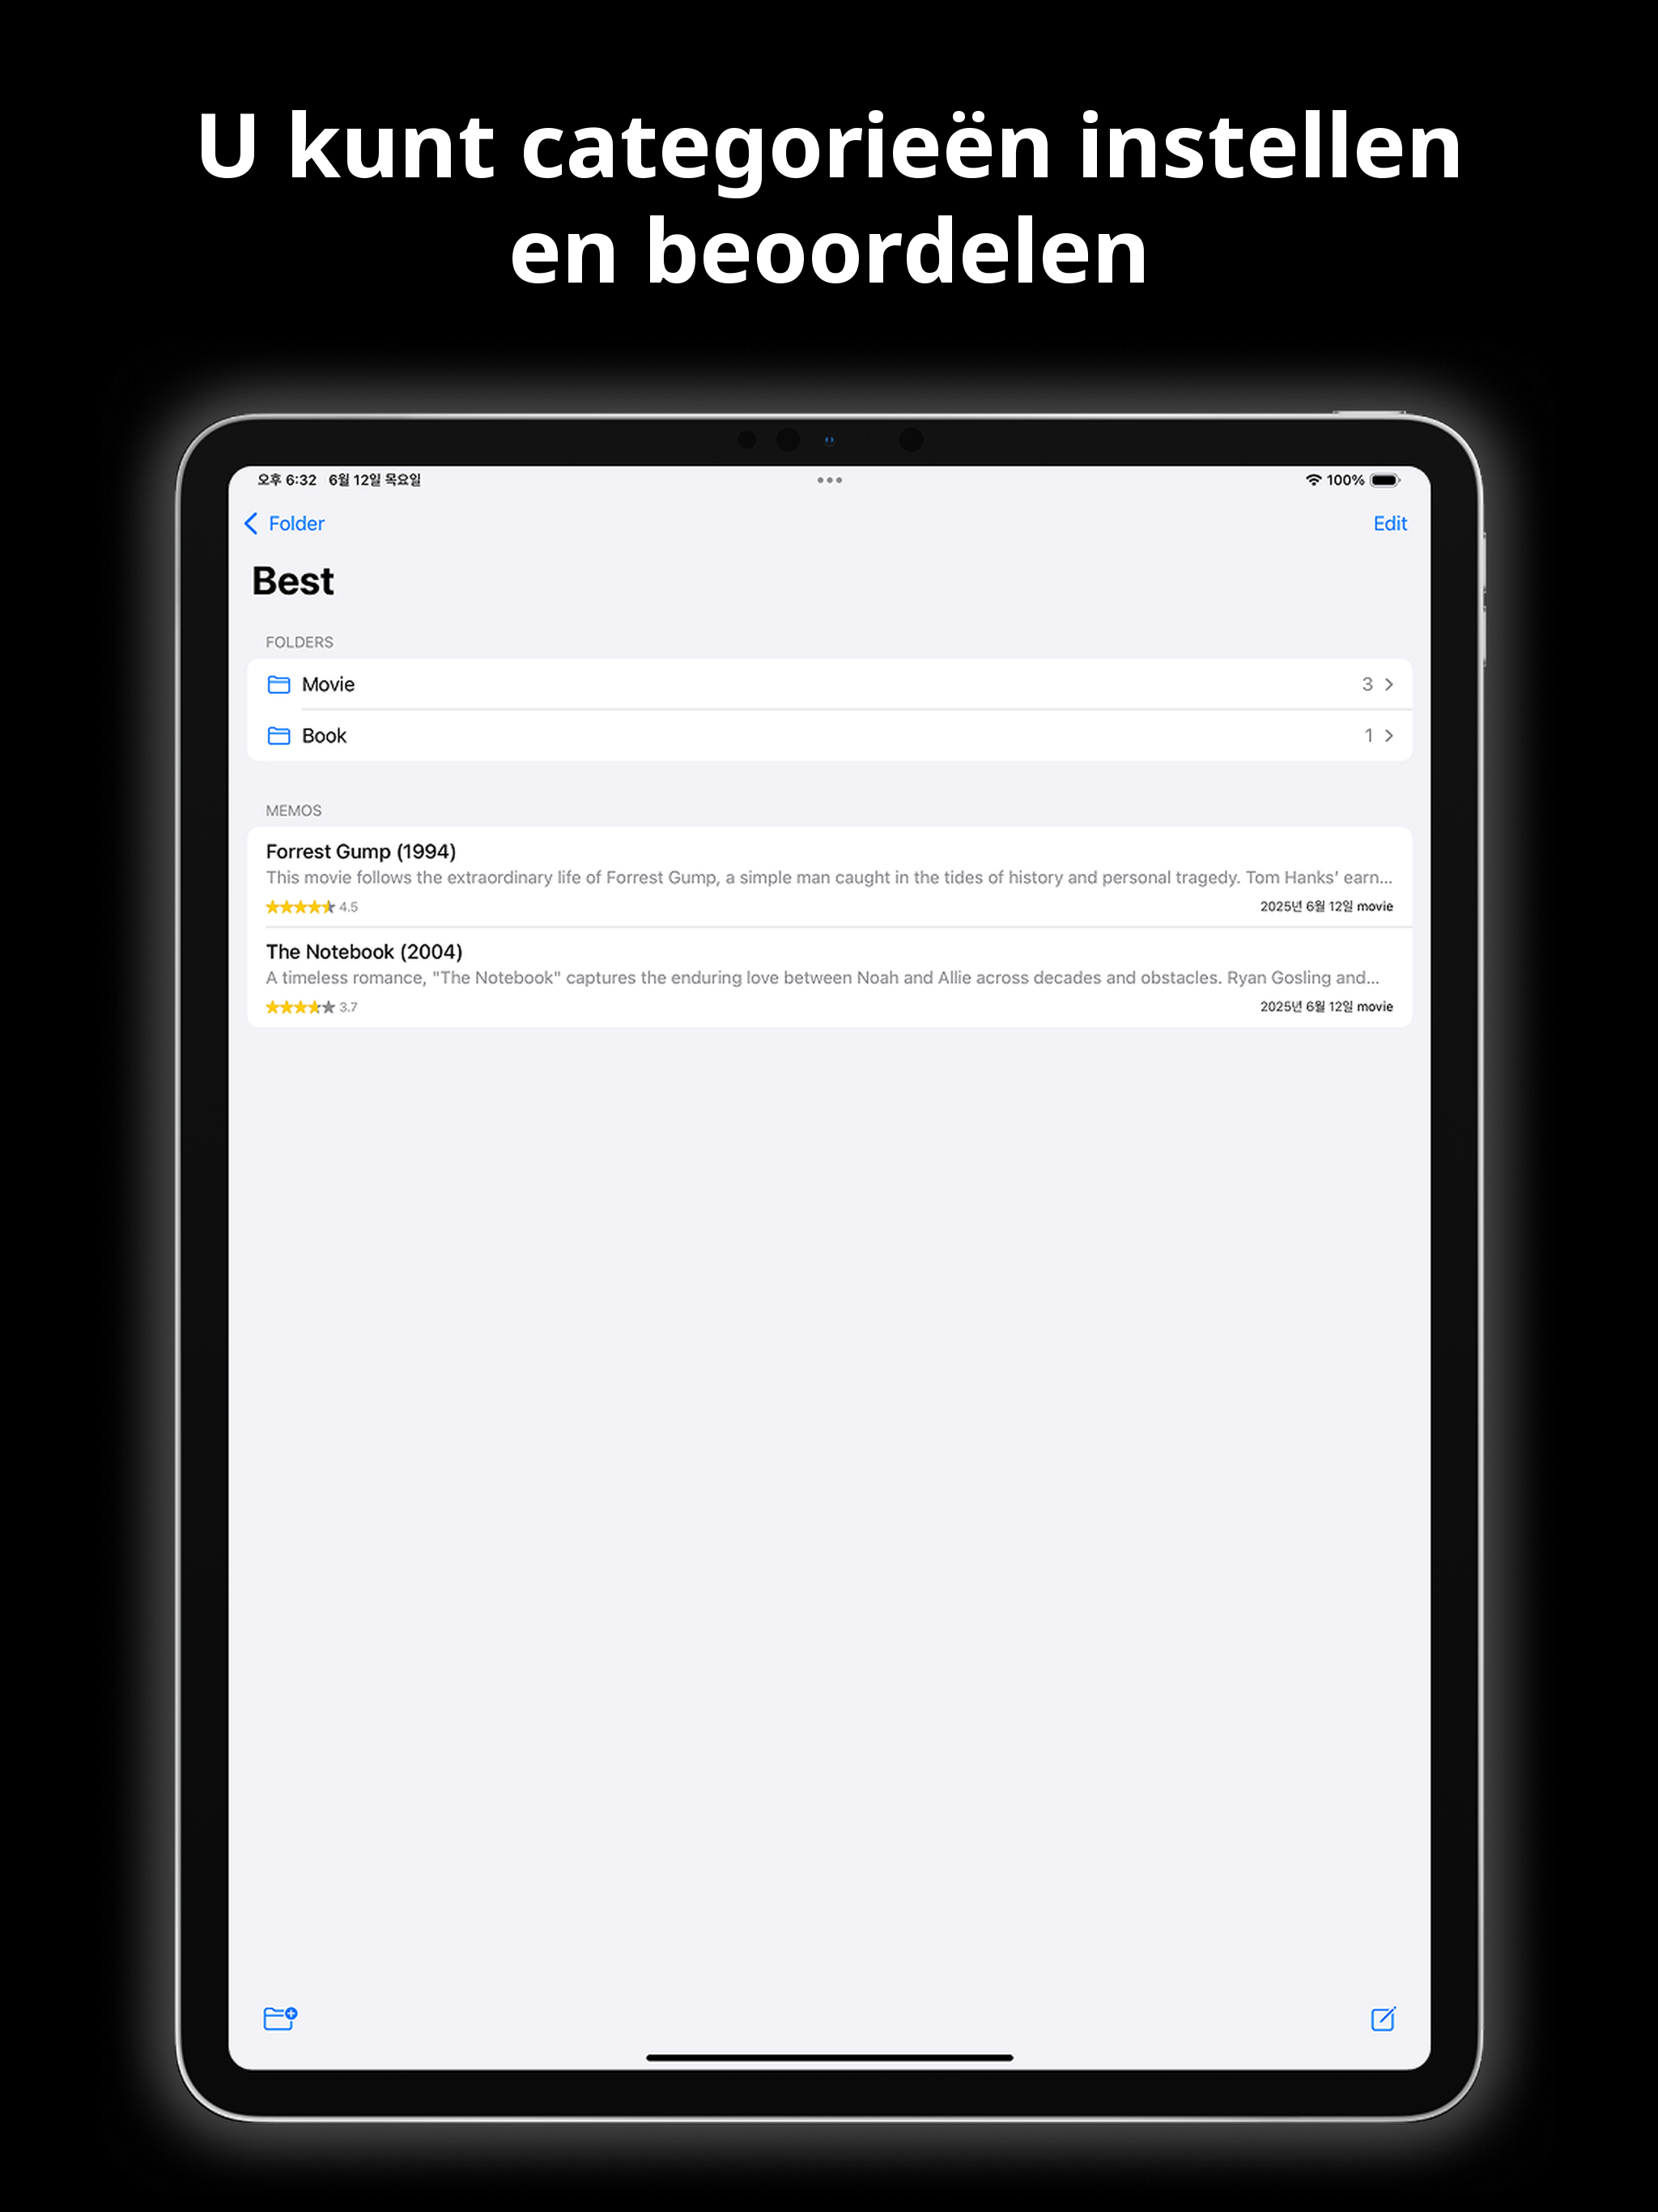 U kunt categorieën instellen
en beoordelen
오후 6:32 6월 12일 목요일
100%
Folder
Edit
Best
FOLDERS
Movie 3
Book 1
MEMOS
Forrest Gump (1994)
This movie follows the extraordinary life of Forrest Gump, a simple man caught in the tides of history and personal tragedy. Tom Hanks’ earn...
4.5 2025년 6월 12일 movie
The Notebook (2004)
A timeless romance, "The Notebook" captures the enduring love between Noah and Allie across decades and obstacles. Ryan Gosling and...
3.7 2025년 6월 12일 movie